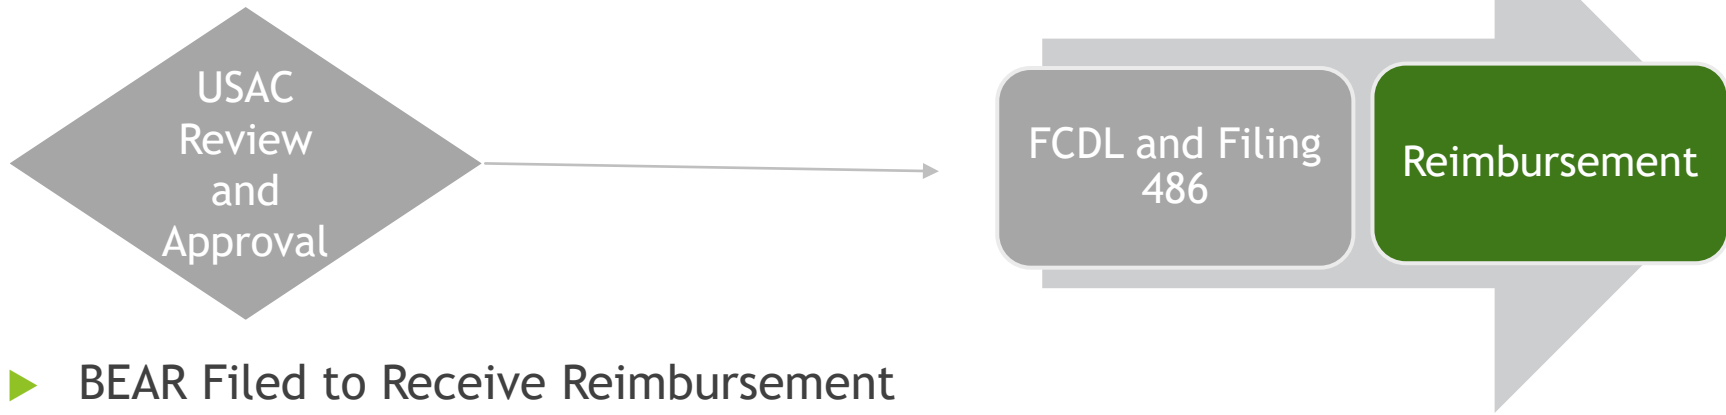 USAC
Review
and
Approval
FCDL and Filing
486
Reimbursement
BEAR Filed to Receive Reimbursement